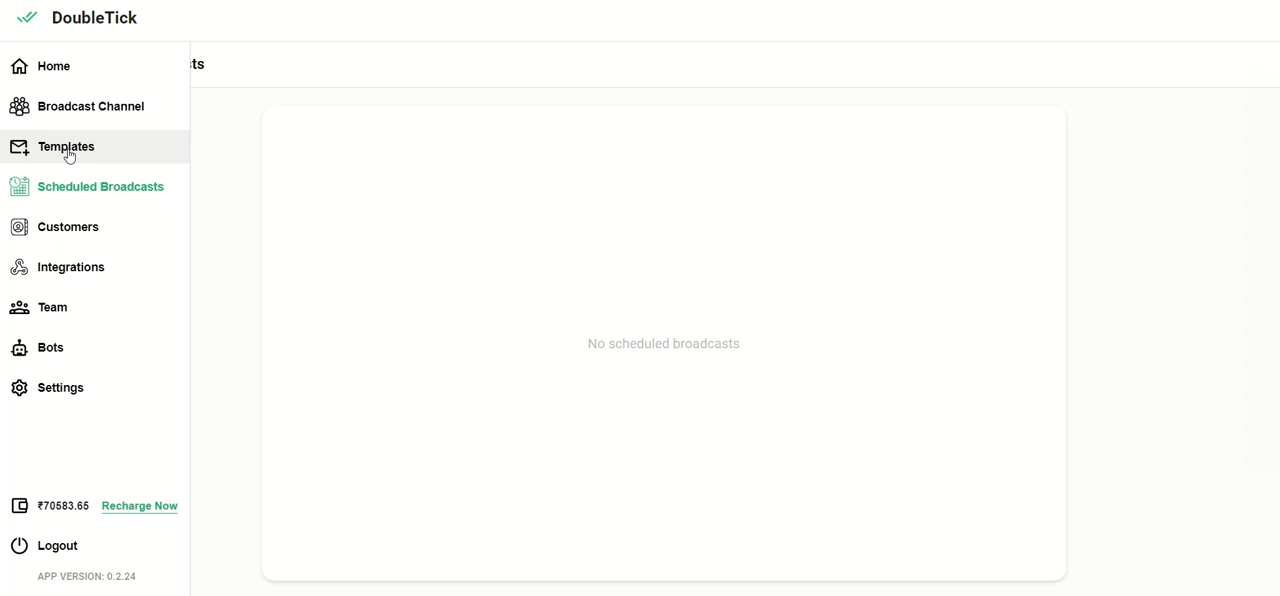 DoubleTick
Home
cts
Broadcast Channel
Templates
Scheduled Broadcasts
Customers
Integrations
Team
No scheduled broadcasts
Bots
Settings
₹70583.65 Recharge Now
Logout
APP VERSION: 0.2.24